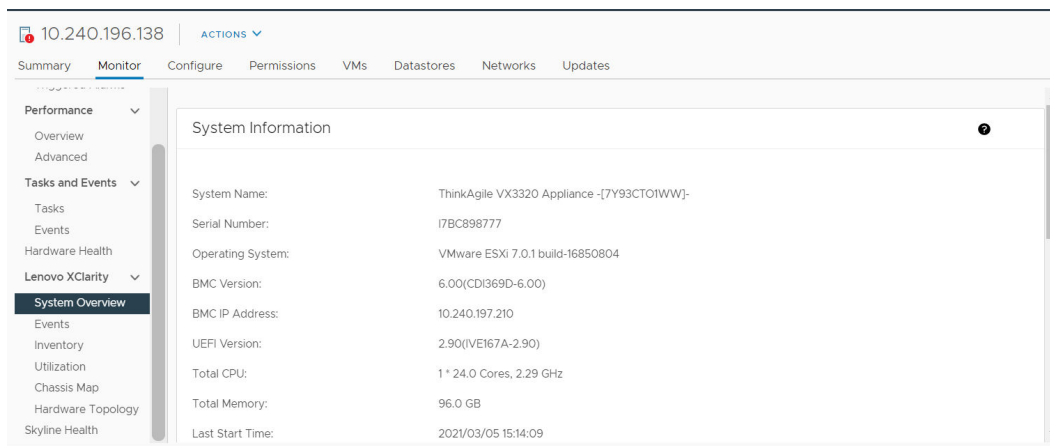 10.240.196.138 ACTIONS
Summary Monitor Configure Permissions VMs Datastores Networks Updates
Performance
Overview
Advanced
Tasks and Events
Tasks
Events
Hardware Health
Lenovo XClarity
System Overview
Events
Inventory
Utilization
Chassis Map
Hardware Topology
Skyline Health
System Information
System Name: ThinkAgile VX3320 Appliance -[7Y93CTO1WW]-
Serial Number: I7BC898777
Operating System: VMware ESXi 7.0.1 build-16850804
BMC Version: 6.00(CDI369D-6.00)
BMC IP Address: 10.240.197.210
UEFI Version: 2.90(IVE167A-2.90)
Total CPU: 1 * 24.0 Cores, 2.29 GHz
Total Memory: 96.0 GB
Last Start Time: 2021/03/05 15:14:09